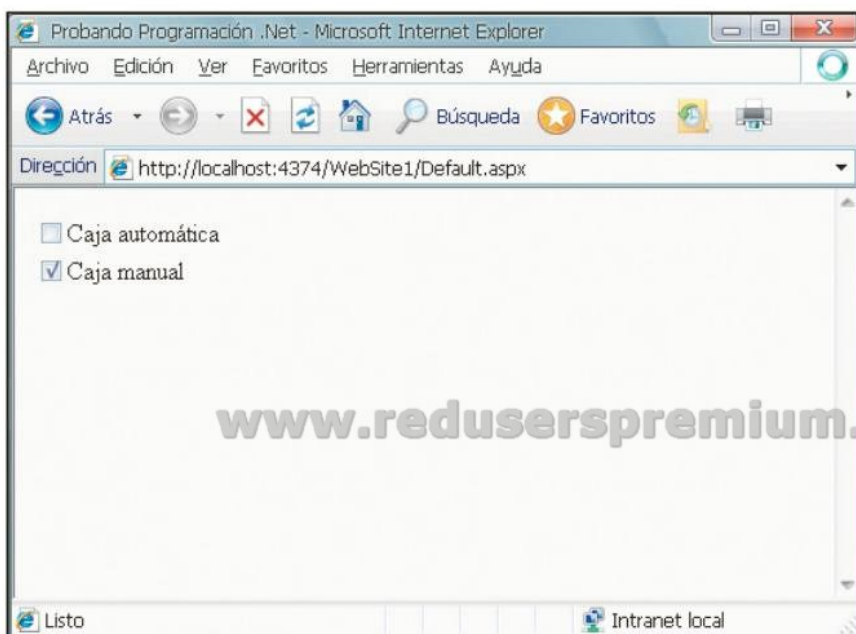 Probando Programación .Net - Microsoft Internet Explorer
Archivo Edición Ver Favoritos Herramientas Ayuda
Atrás Búsqueda Favoritos
Dirección http://localhost:4374/WebSite1/Default.aspx
Caja automática
Caja manual
www.reduserspremium.
Listo Intranet local